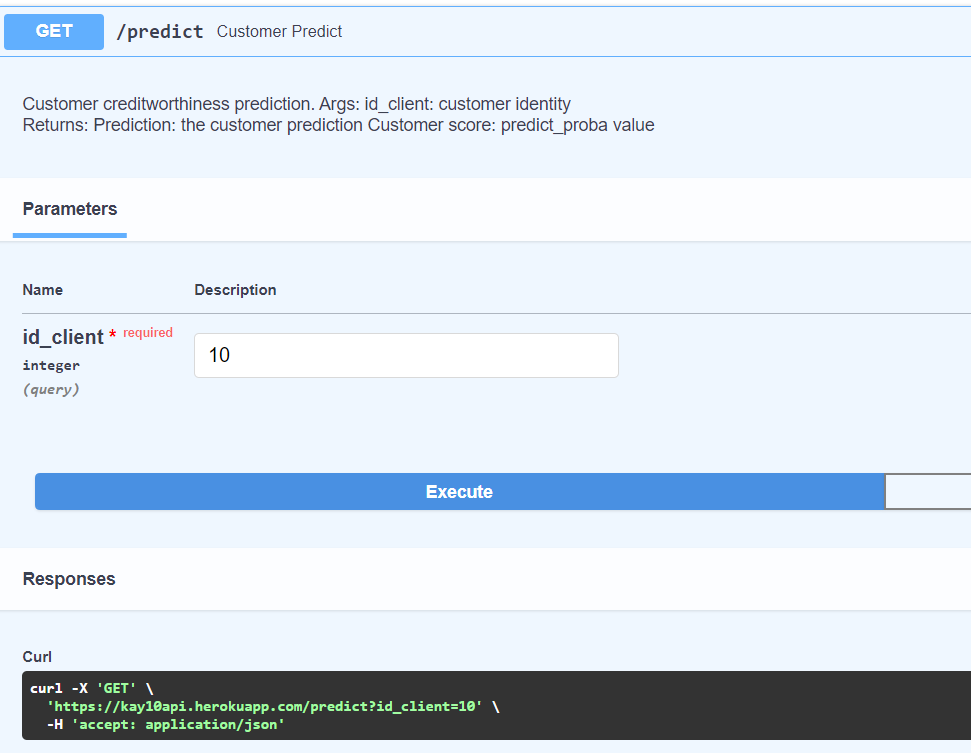 GET /predict Customer Predict
Customer creditworthiness prediction. Args: id_client: customer identity
Returns: Prediction: the customer prediction Customer score: predict_proba value
Parameters
Name Description
id_client * required
integer
(query)
10
Execute
Responses
Curl
curl -X 'GET' \
'https://kay10api.herokuapp.com/predict?id_client=10' \
-H 'accept: application/json'